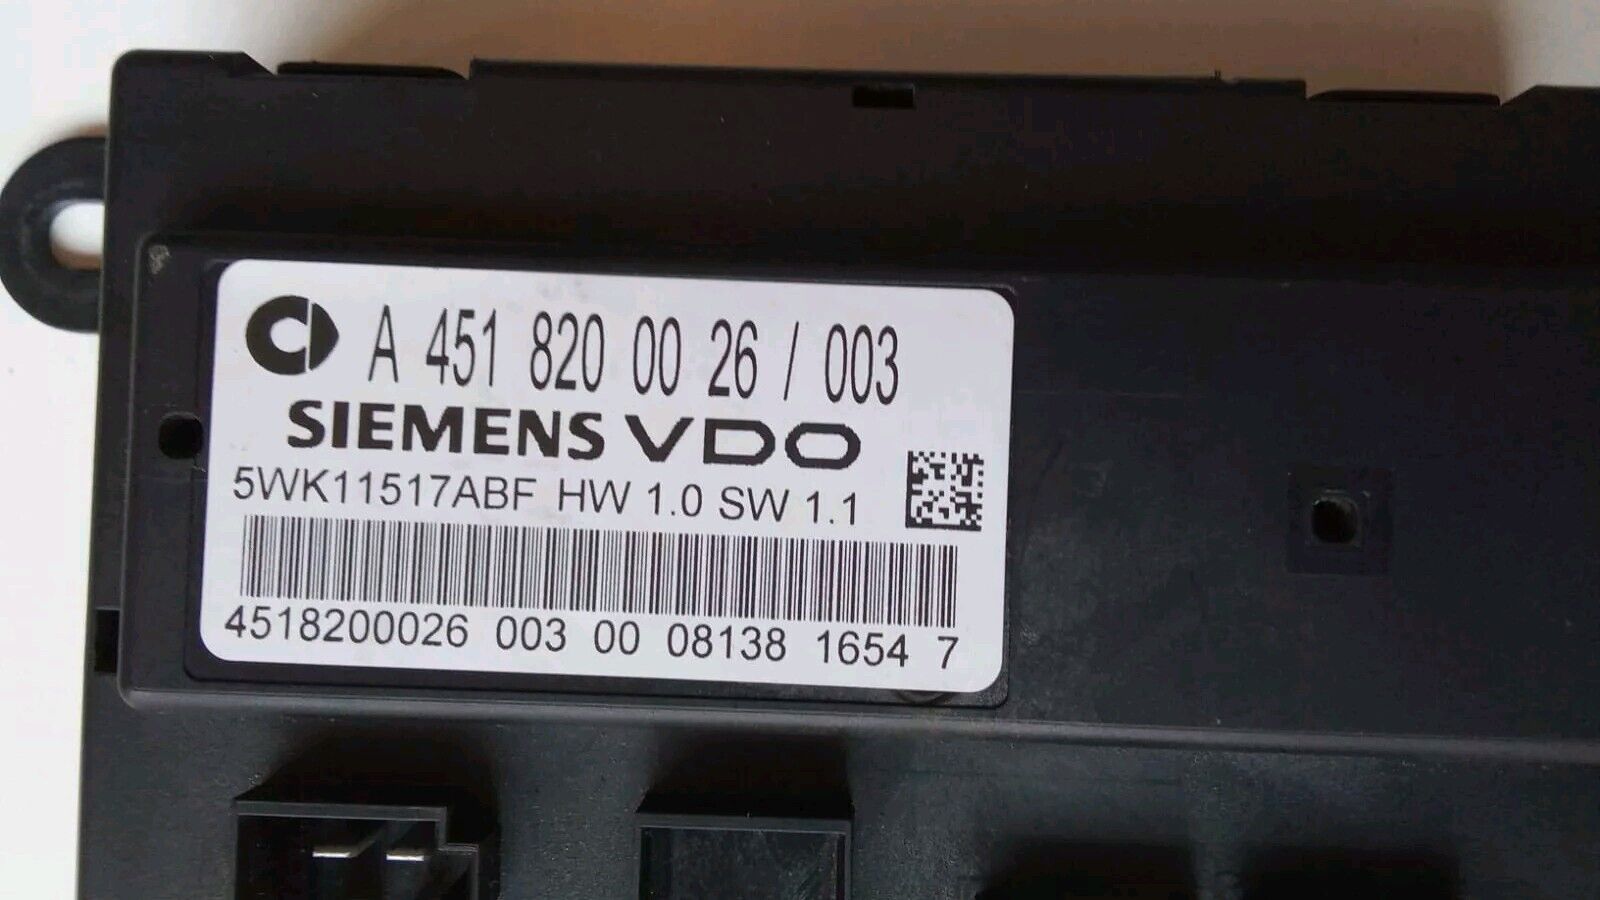 A 451 820 00 26 / 003
SIEMENS VDO
5WK11517ABF HW 1.0 SW 1.1
4518200026 003 00 08138 1654 7